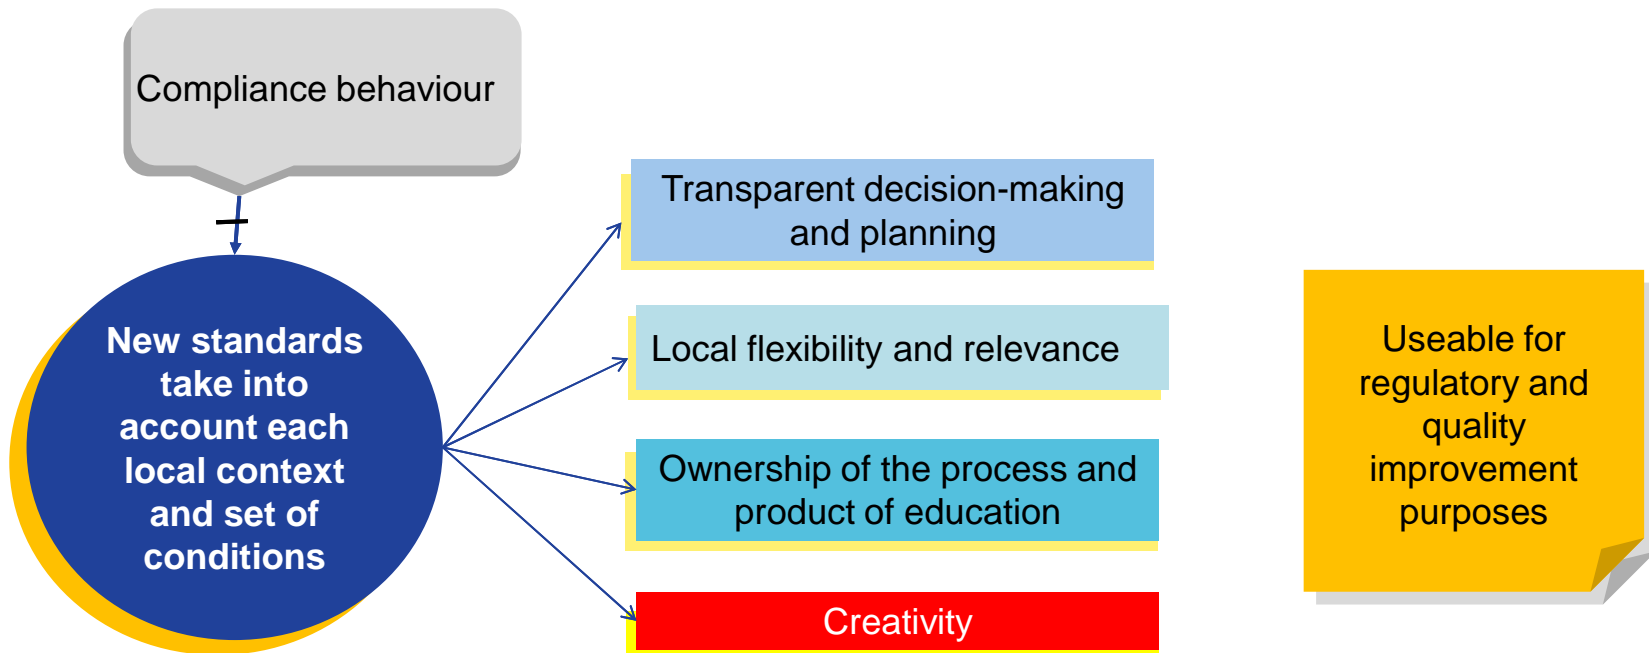 Compliance behaviour
New standards
take into
account each
local context
and set of
conditions
Transparent decision-making
and planning
Local flexibility and relevance
Ownership of the process and
product of education
Creativity
Useable for
regulatory and
quality
improvement
purposes